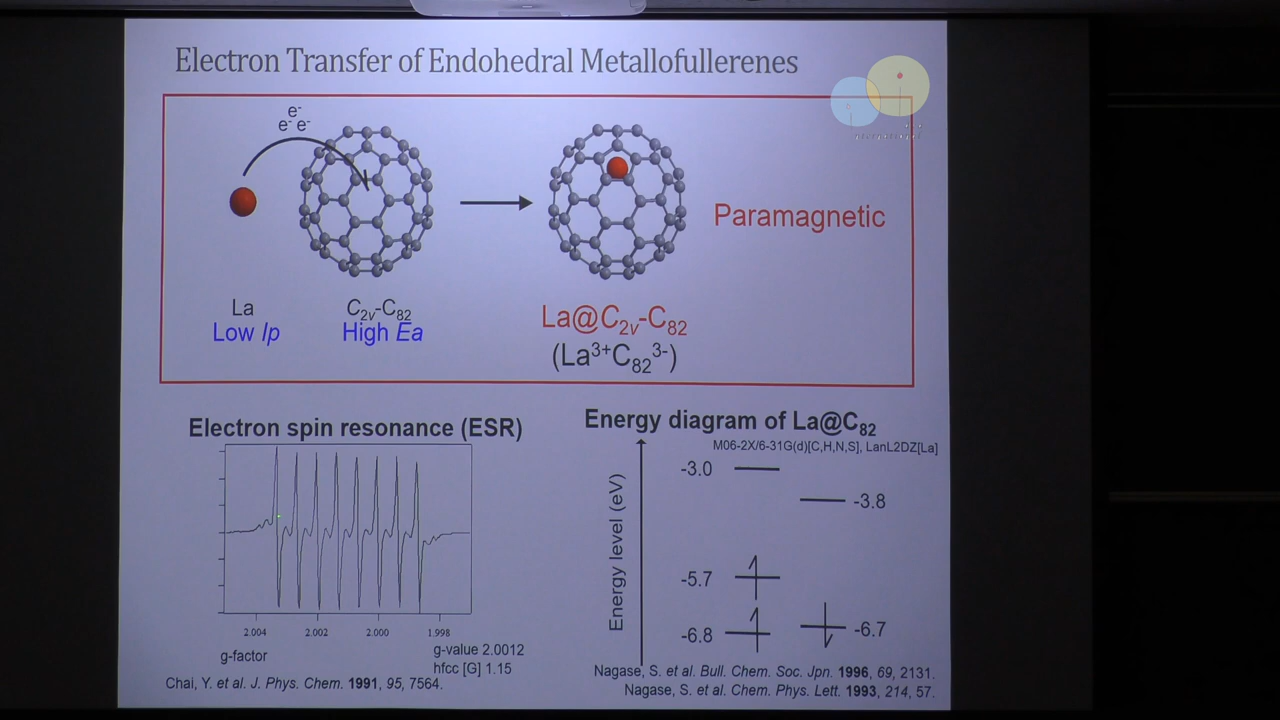 Electron Transfer of Endohedral Metallofullerenes
e⁻
e⁻ e⁻
Paramagnetic
La
C₂ᵥ-C₈₂
Low Ip
High Ea
La@C₂ᵥ-C₈₂
(La³⁺C₈₂³⁻)
Electron spin resonance (ESR)
2.004 2.002 2.000 1.998
g-factor
g-value 2.0012
hfcc [G] 1.15
Chai, Y. et al. J. Phys. Chem. 1991, 95, 7564.
Energy diagram of La@C₈₂
M06-2X/6-31G(d)[C,H,N,S], LanL2DZ[La]
Energy level (eV)
-3.0
-3.8
-5.7
-6.8
-6.7
Nagase, S. et al. Bull. Chem. Soc. Jpn. 1996, 69, 2131.
Nagase, S. et al. Chem. Phys. Lett. 1993, 214, 57.